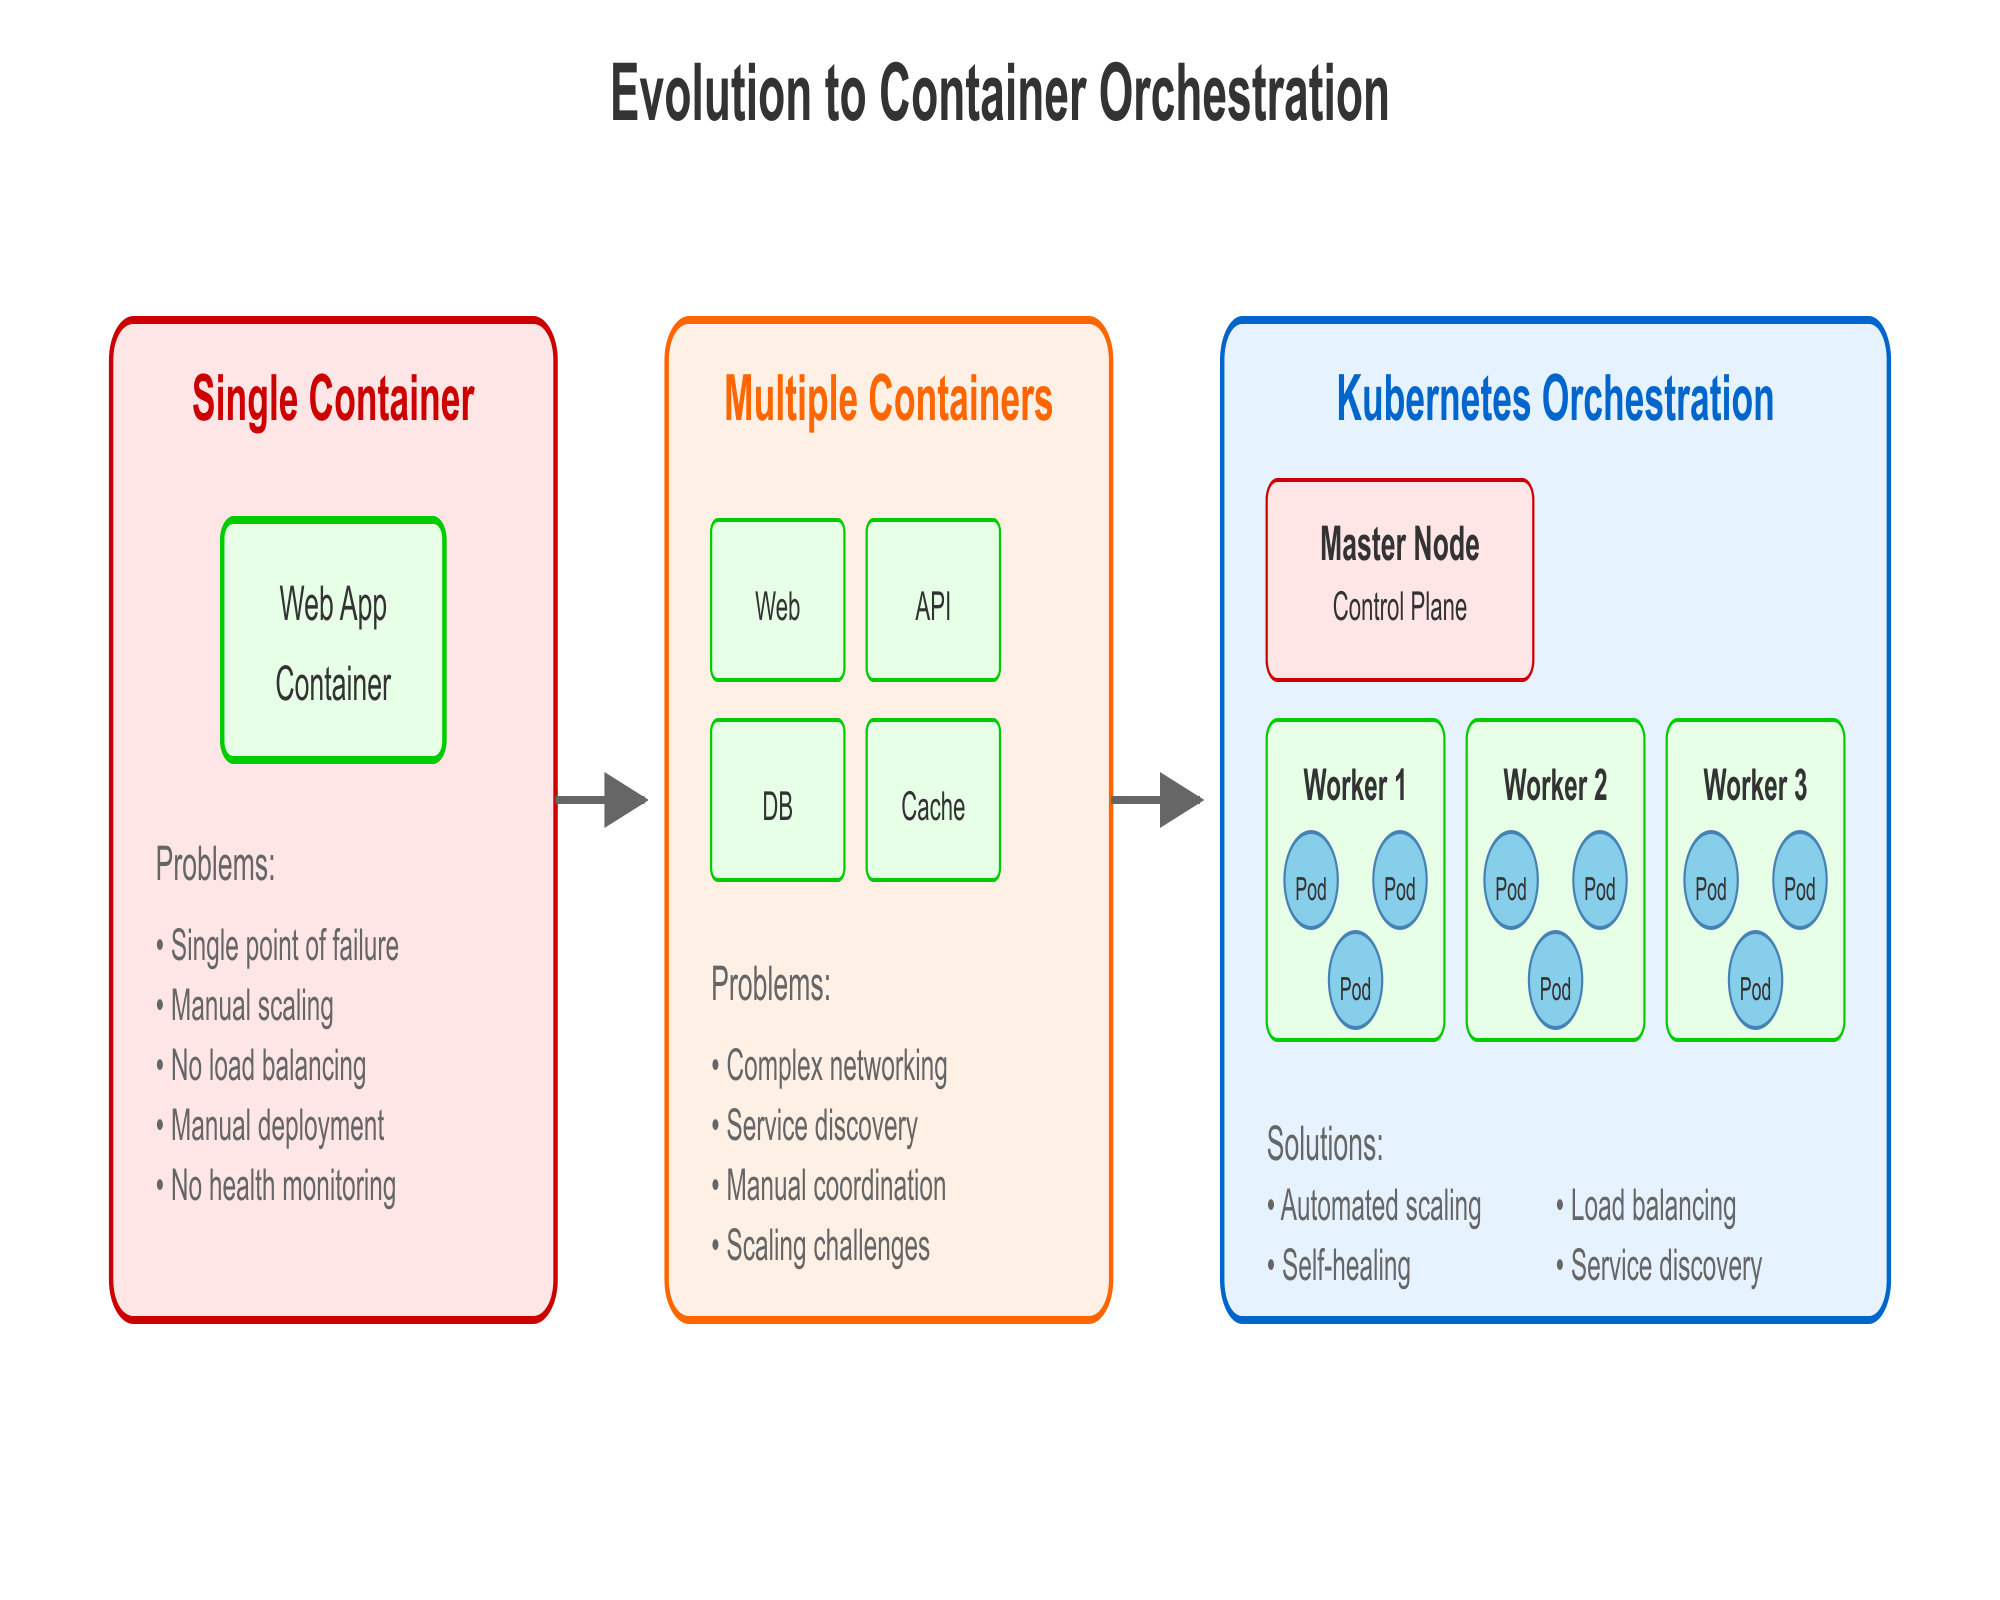 Evolution to Container Orchestration
Single Container
Web App
Container
Problems:
• Single point of failure
• Manual scaling
• No load balancing
• Manual deployment
• No health monitoring
Multiple Containers
Web
API
DB
Cache
Problems:
• Complex networking
• Service discovery
• Manual coordination
• Scaling challenges
Kubernetes Orchestration
Master Node
Control Plane
Worker 1
Pod
Pod
Pod
Worker 2
Pod
Pod
Pod
Worker 3
Pod
Pod
Pod
Solutions:
• Automated scaling
• Self-healing
• Load balancing
• Service discovery